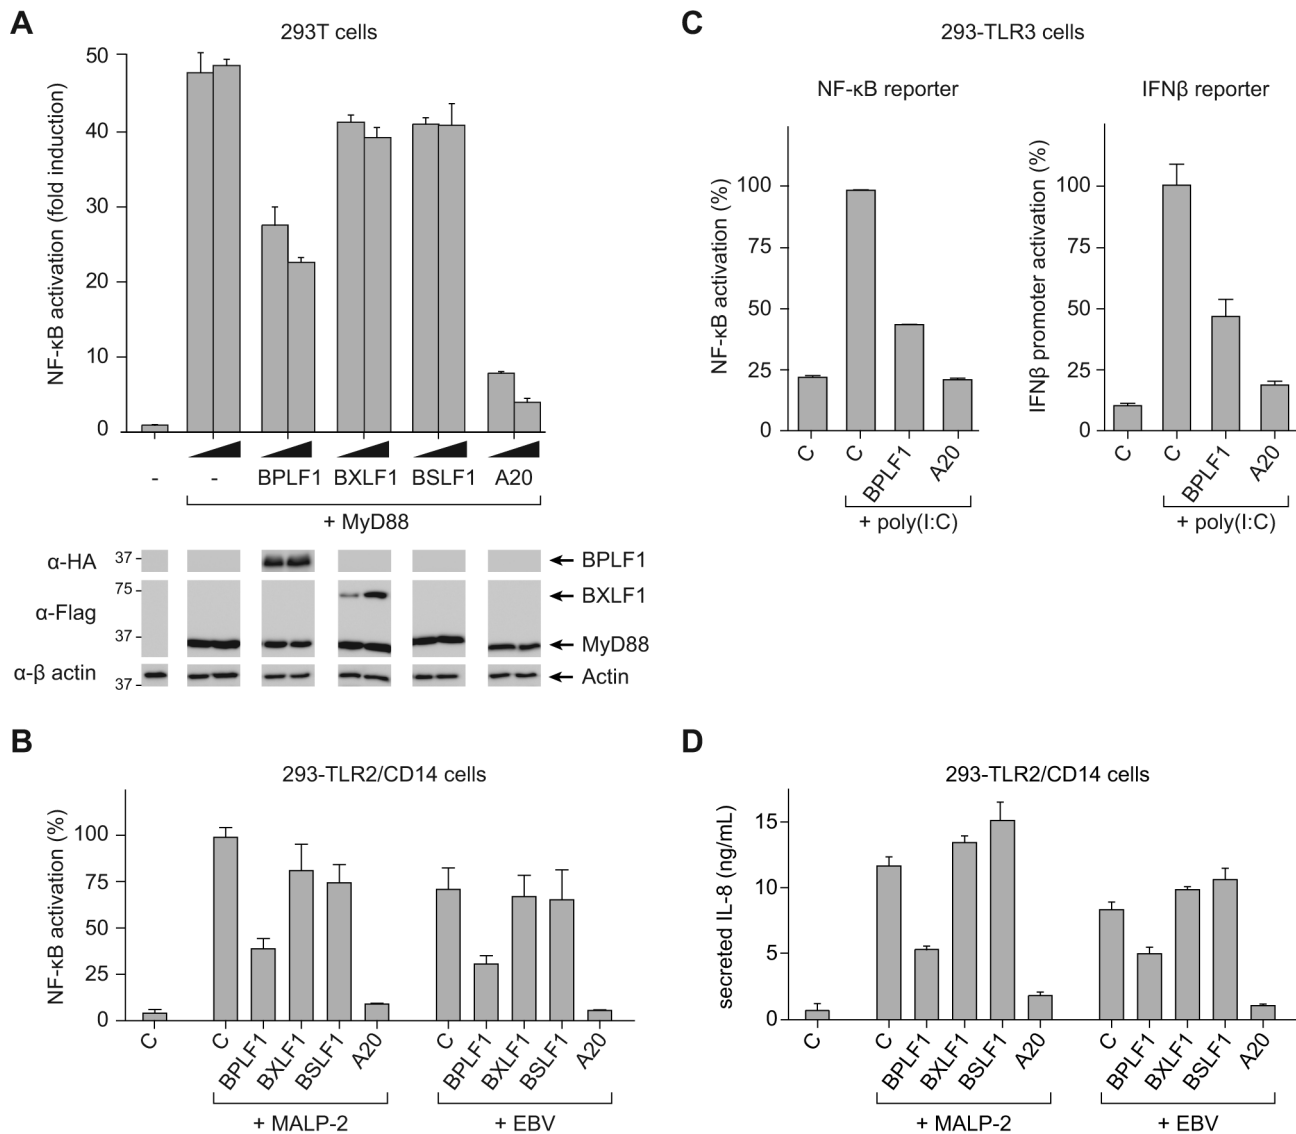 A
293T cells
NF-κB activation (fold induction)
50
40
30
20
10
0
- - BPLF1 BXLF1 BSLF1 A20
+ MyD88
α-HA 37 BPLF1
75 BXLF1
α-Flag
37 MyD88
α-β actin 37 Actin
B
293-TLR2/CD14 cells
NF-κB activation (%)
100
75
50
25
0
C C BPLF1 BXLF1 BSLF1 A20 C BPLF1 BXLF1 BSLF1 A20
+ MALP-2 + EBV
C
293-TLR3 cells
NF-κB reporter
NF-κB activation (%)
100
75
50
25
0
C C BPLF1 A20
+ poly(I:C)
IFNβ reporter
IFNβ promoter activation (%)
100
75
50
25
0
C C BPLF1 A20
+ poly(I:C)
D
293-TLR2/CD14 cells
secreted IL-8 (ng/mL)
15
10
5
0
C C BPLF1 BXLF1 BSLF1 A20 C BPLF1 BXLF1 BSLF1 A20
+ MALP-2 + EBV